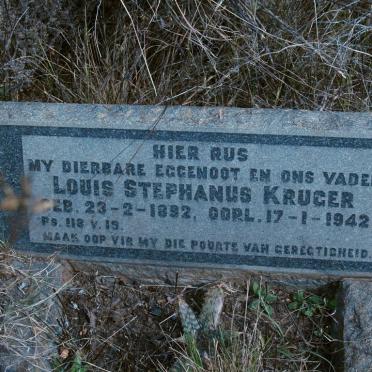 HIER RUS
MY DIERBARE EGGENOOT EN ONS VADER
LOUIS STEPHANUS KRUGER
GEB. 23-2-1892, OORL. 17-1-1942
PS. 118 V. 19.
MAAK OOP VIR MY DIE POORTE VAN GEREGTIGHEID.